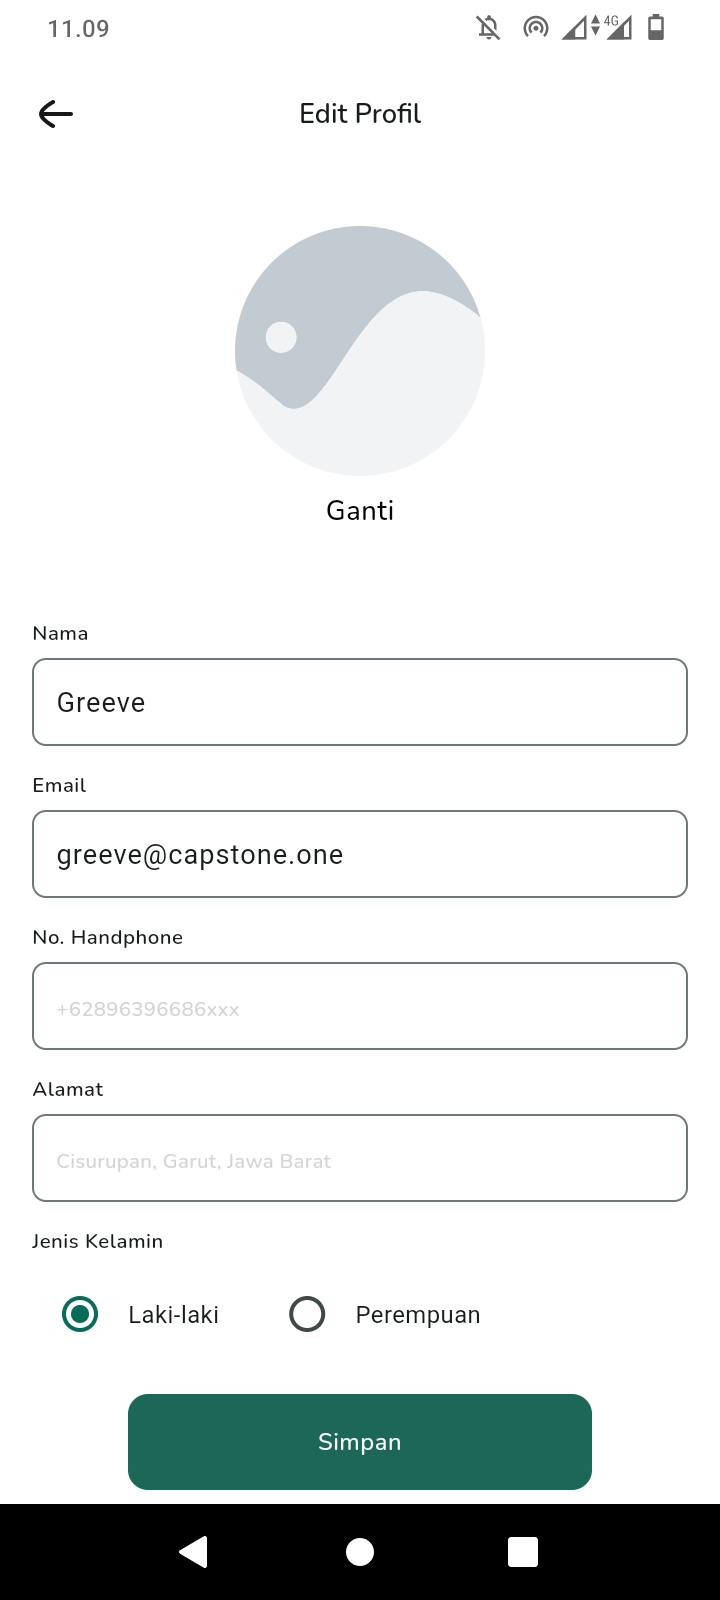 11.09
4G
Edit Profil
Ganti
Nama
Greeve
Email
greeve@capstone.one
No. Handphone
+62896396686xxx
Alamat
Cisurupan, Garut, Jawa Barat
Jenis Kelamin
Laki-laki Perempuan
Simpan